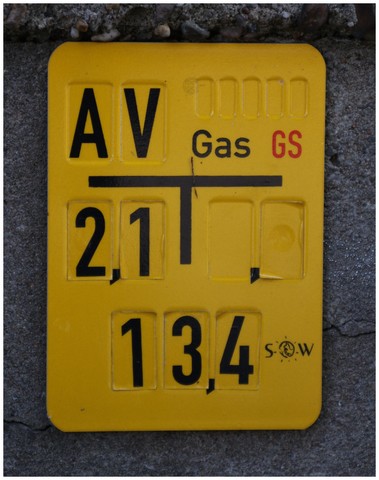 AV
Gas GS
2,1 ,
13,4 S·O·W